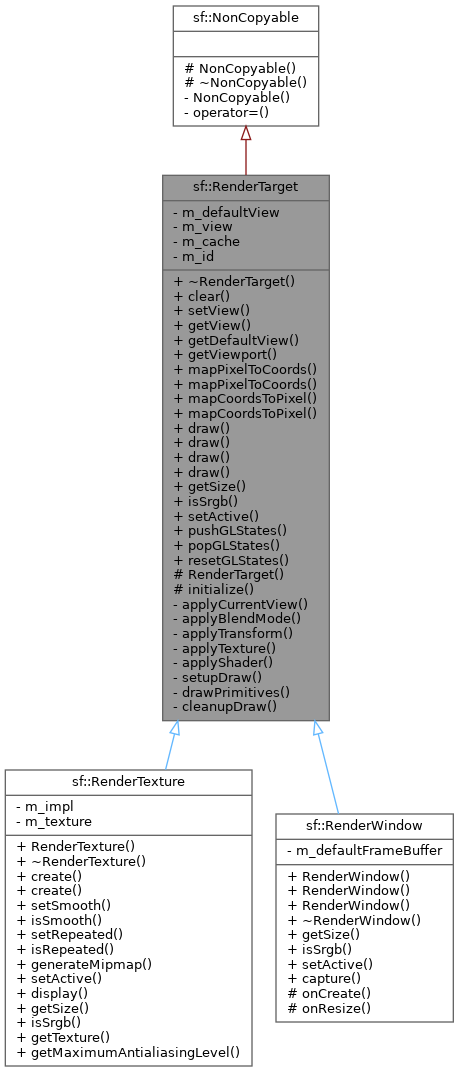 sf::NonCopyable
# NonCopyable()
# ~NonCopyable()
- NonCopyable()
- operator=()
sf::RenderTarget
- m_defaultView
- m_view
- m_cache
- m_id
+ ~RenderTarget()
+ clear()
+ setView()
+ getView()
+ getDefaultView()
+ getViewport()
+ mapPixelToCoords()
+ mapPixelToCoords()
+ mapCoordsToPixel()
+ mapCoordsToPixel()
+ draw()
+ draw()
+ draw()
+ draw()
+ getSize()
+ isSrgb()
+ setActive()
+ pushGLStates()
+ popGLStates()
+ resetGLStates()
# RenderTarget()
# initialize()
- applyCurrentView()
- applyBlendMode()
- applyTransform()
- applyTexture()
- applyShader()
- setupDraw()
- drawPrimitives()
- cleanupDraw()
sf::RenderTexture
- m_impl
- m_texture
+ RenderTexture()
+ ~RenderTexture()
+ create()
+ create()
+ setSmooth()
+ isSmooth()
+ setRepeated()
+ isRepeated()
+ generateMipmap()
+ setActive()
+ display()
+ getSize()
+ isSrgb()
+ getTexture()
+ getMaximumAntialiasingLevel()
sf::RenderWindow
- m_defaultFrameBuffer
+ RenderWindow()
+ RenderWindow()
+ RenderWindow()
+ ~RenderWindow()
+ getSize()
+ isSrgb()
+ setActive()
+ capture()
# onCreate()
# onResize()